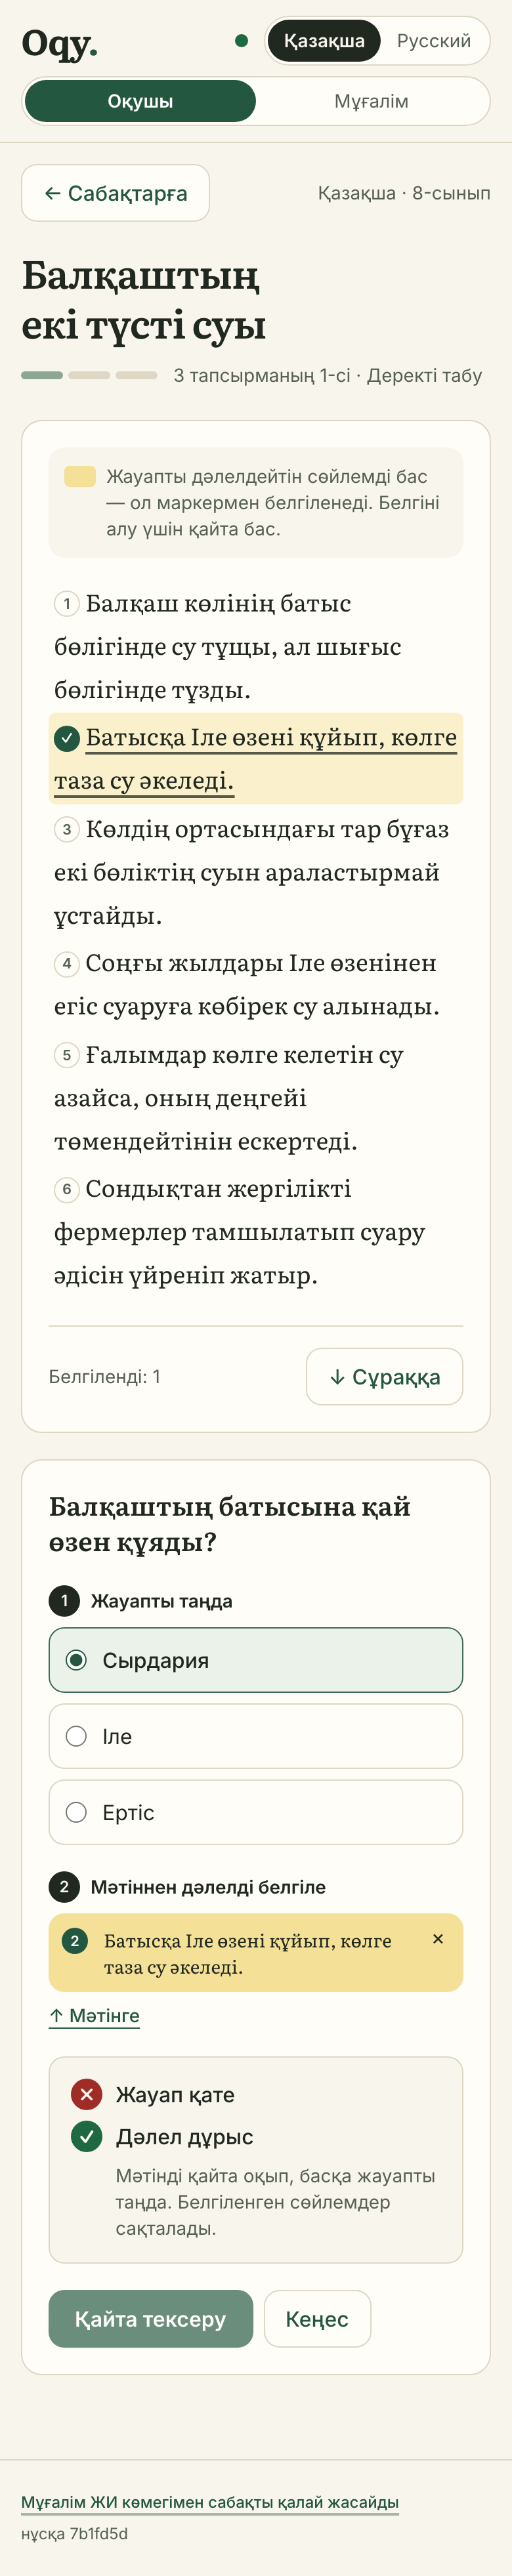 Oqy.
Қазақша Русский
Оқушы Мұғалім
← Сабақтарға
Қазақша · 8-сынып
Балқаштың
екі түсті суы
3 тапсырманың 1-сі · Деректі табу
Жауапты дәлелдейтін сөйлемді бас
— ол маркермен белгіленеді. Белгіні
алу үшін қайта бас.
1 Балқаш көлінің батыс
бөлігінде су тұщы, ал шығыс
бөлігінде тұзды.
✓ Батысқа Іле өзені құйып, көлге
таза су әкеледі.
3 Көлдің ортасындағы тар бұғаз
екі бөліктің суын араластырмай
ұстайды.
4 Соңғы жылдары Іле өзенінен
егіс суаруға көбірек су алынады.
5 Ғалымдар көлге келетін су
азайса, оның деңгейі
төмендейтінін ескертеді.
6 Сондықтан жергілікті
фермерлер тамшылатып суару
әдісін үйреніп жатыр.
Белгіленді: 1
↓ Сұраққа
Балқаштың батысына қай
өзен құяды?
1 Жауапты таңда
Сырдария
Іле
Ертіс
2 Мәтіннен дәлелді белгіле
2 Батысқа Іле өзені құйып, көлге ×
таза су әкеледі.
↑ Мәтінге
Жауап қате
Дәлел дұрыс
Мәтінді қайта оқып, басқа жауапты
таңда. Белгіленген сөйлемдер
сақталады.
Қайта тексеру Кеңес
Мұғалім ЖИ көмегімен сабақты қалай жасайды
нұсқа 7b1fd5d